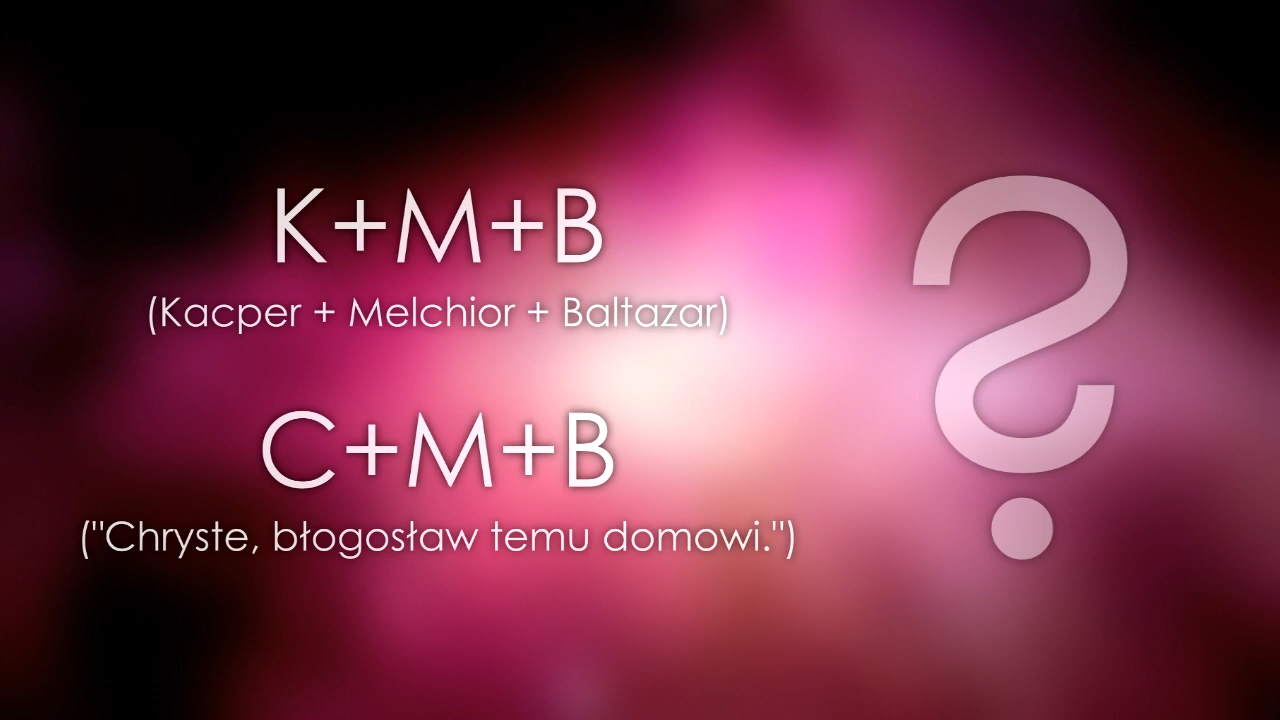 K+M+B
(Kacper + Melchior + Baltazar)
C+M+B
("Chryste, błogosław temu domowi.")
?